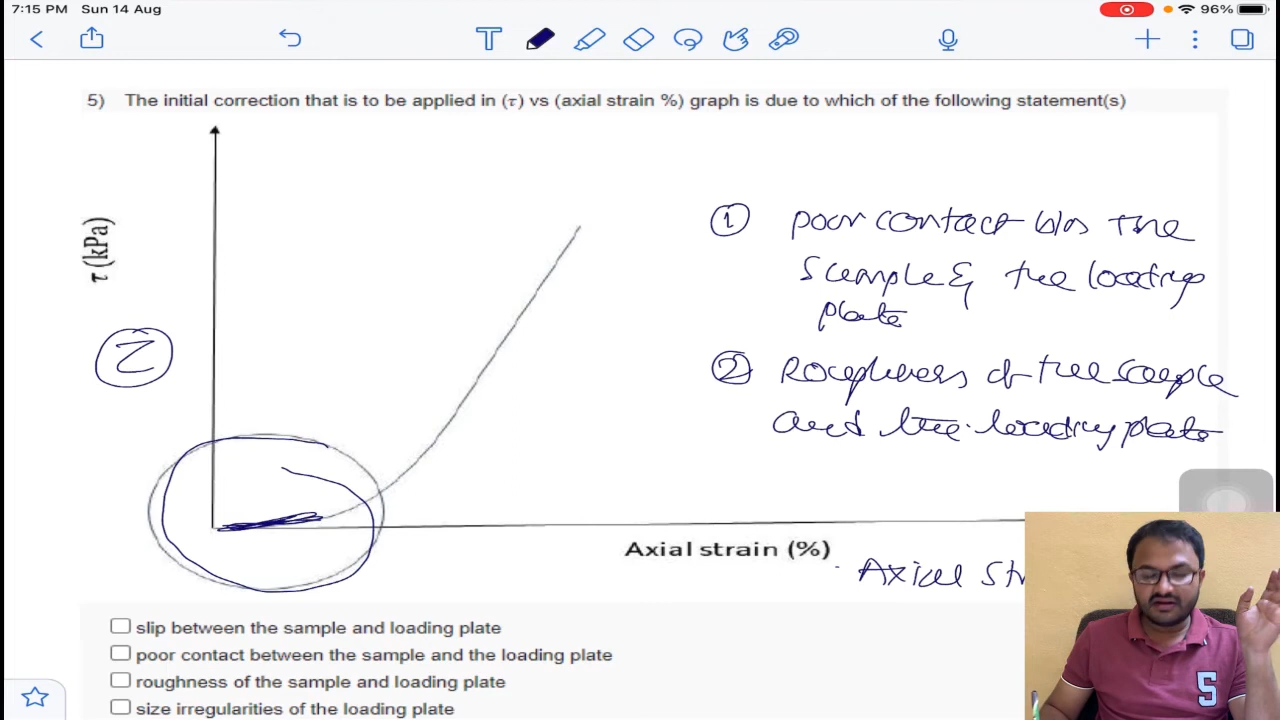 7:15 PM Sun 14 Aug
96%
T
5) The initial correction that is to be applied in (τ) vs (axial strain %) graph is due to which of the following statement(s)
τ (kPa)
τ
① Poor contact b/n the
sample & the loading
plate
② Roughness of the sample
and the loading plate
Axial strain (%)
Axial St
slip between the sample and loading plate
poor contact between the sample and the loading plate
roughness of the sample and loading plate
size irregularities of the loading plate
5